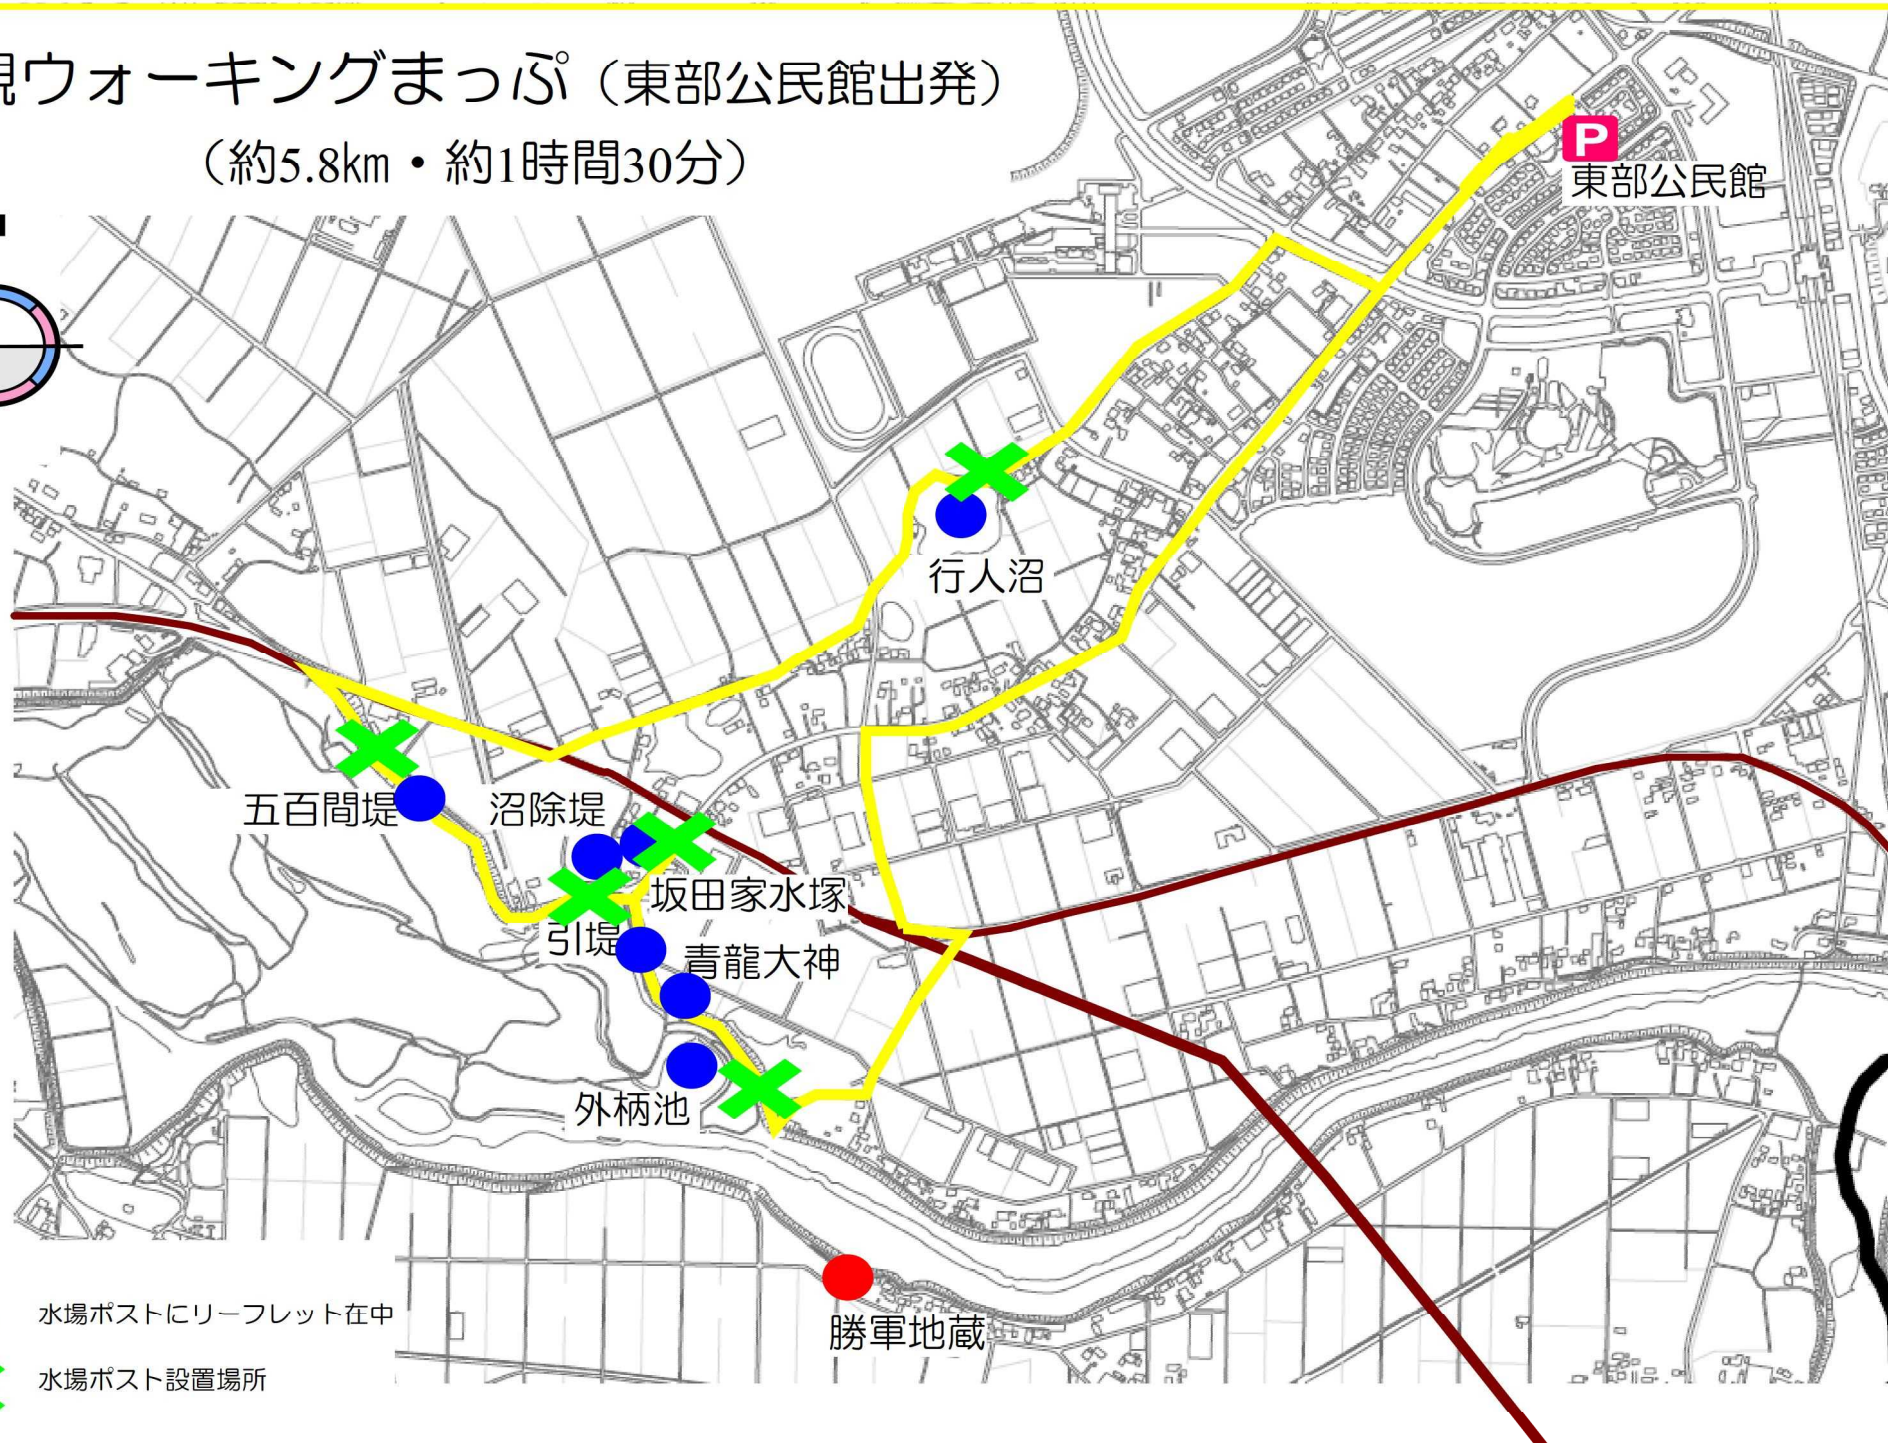 観ウォーキングまっぷ（東部公民館出発）
（約5.8㎞・約1時間30分）
P
東部公民館
行人沼
五百間堤
沼除堤
坂田家水塚
引堤
青龍大神
外柄池
勝軍地蔵
水場ポストにリーフレット在中
水場ポスト設置場所